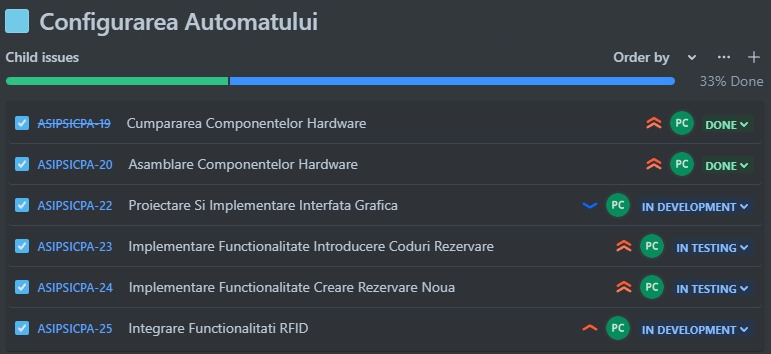 Configurarea Automatului
Child issues Order by
33% Done
ASIPSICPA-19 Cumpararea Componentelor Hardware PC DONE
ASIPSICPA-20 Asamblare Componentelor Hardware PC DONE
ASIPSICPA-22 Proiectare Si Implementare Interfata Grafica PC IN DEVELOPMENT
ASIPSICPA-23 Implementare Functionalitate Introducere Coduri Rezervare PC IN TESTING
ASIPSICPA-24 Implementare Functionalitate Creare Rezervare Noua PC IN TESTING
ASIPSICPA-25 Integrare Functionalitati RFID PC IN DEVELOPMENT